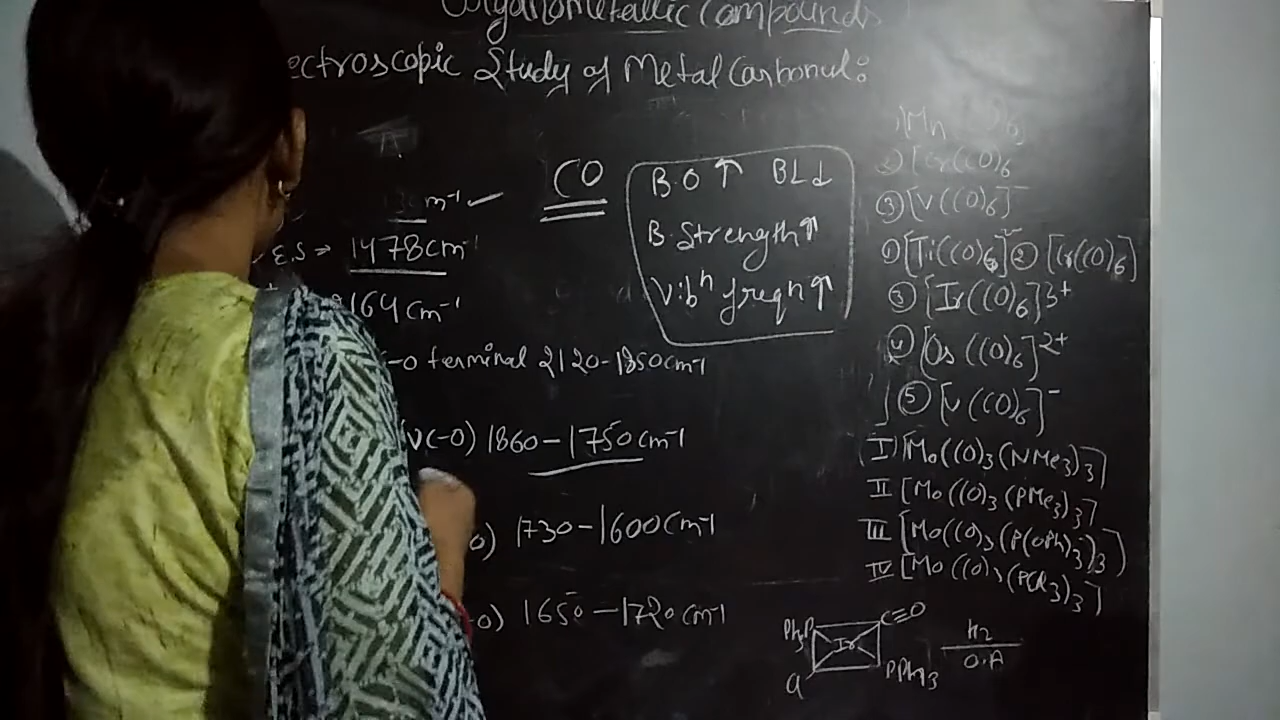 Organometallic Compounds
ectroscopic Study of Metal Carbonul:
m-1 ✓
E.S ⇒ 1478cm-1
164cm-1
-o terminal 2120-1850cm-1
(νC-O) 1860-1750cm-1
o) 1730-1600cm-1
-o) 1650-1720cm-1
CO
B.O ↑ BL↓
B.Strength↑
Vibⁿ freqn↑
1) [Mn
2) [Cr(CO)6
③ [V(CO)6]-
① [Ti(CO)6] ② [Cr(CO)6]
③ [Ir(CO)6]3+
④ [Os(CO)6]2+
⑤ [V(CO)6]-
(I) [Mo(CO)3(NMe3)3]
II [Mo(CO)3(PMe3)3]
III [Mo(CO)3(P(OPh)3)3)
IV [Mo(CO)3(PCl3)3]
Ph3P C=O
Ir
Cl PPh3
H2
O.A